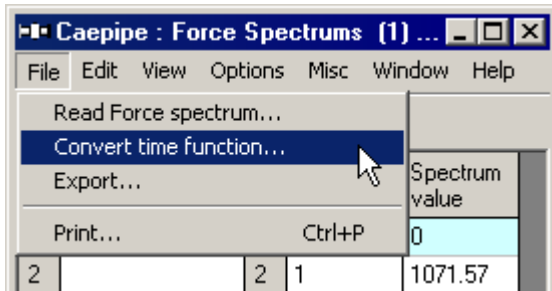 Caepipe : Force Spectrums (1) ...
File Edit View Options Misc Window Help
Read Force spectrum...
Convert time function...
Export...
Print... Ctrl+P
Spectrum
value
0
2 2 1 1071.57